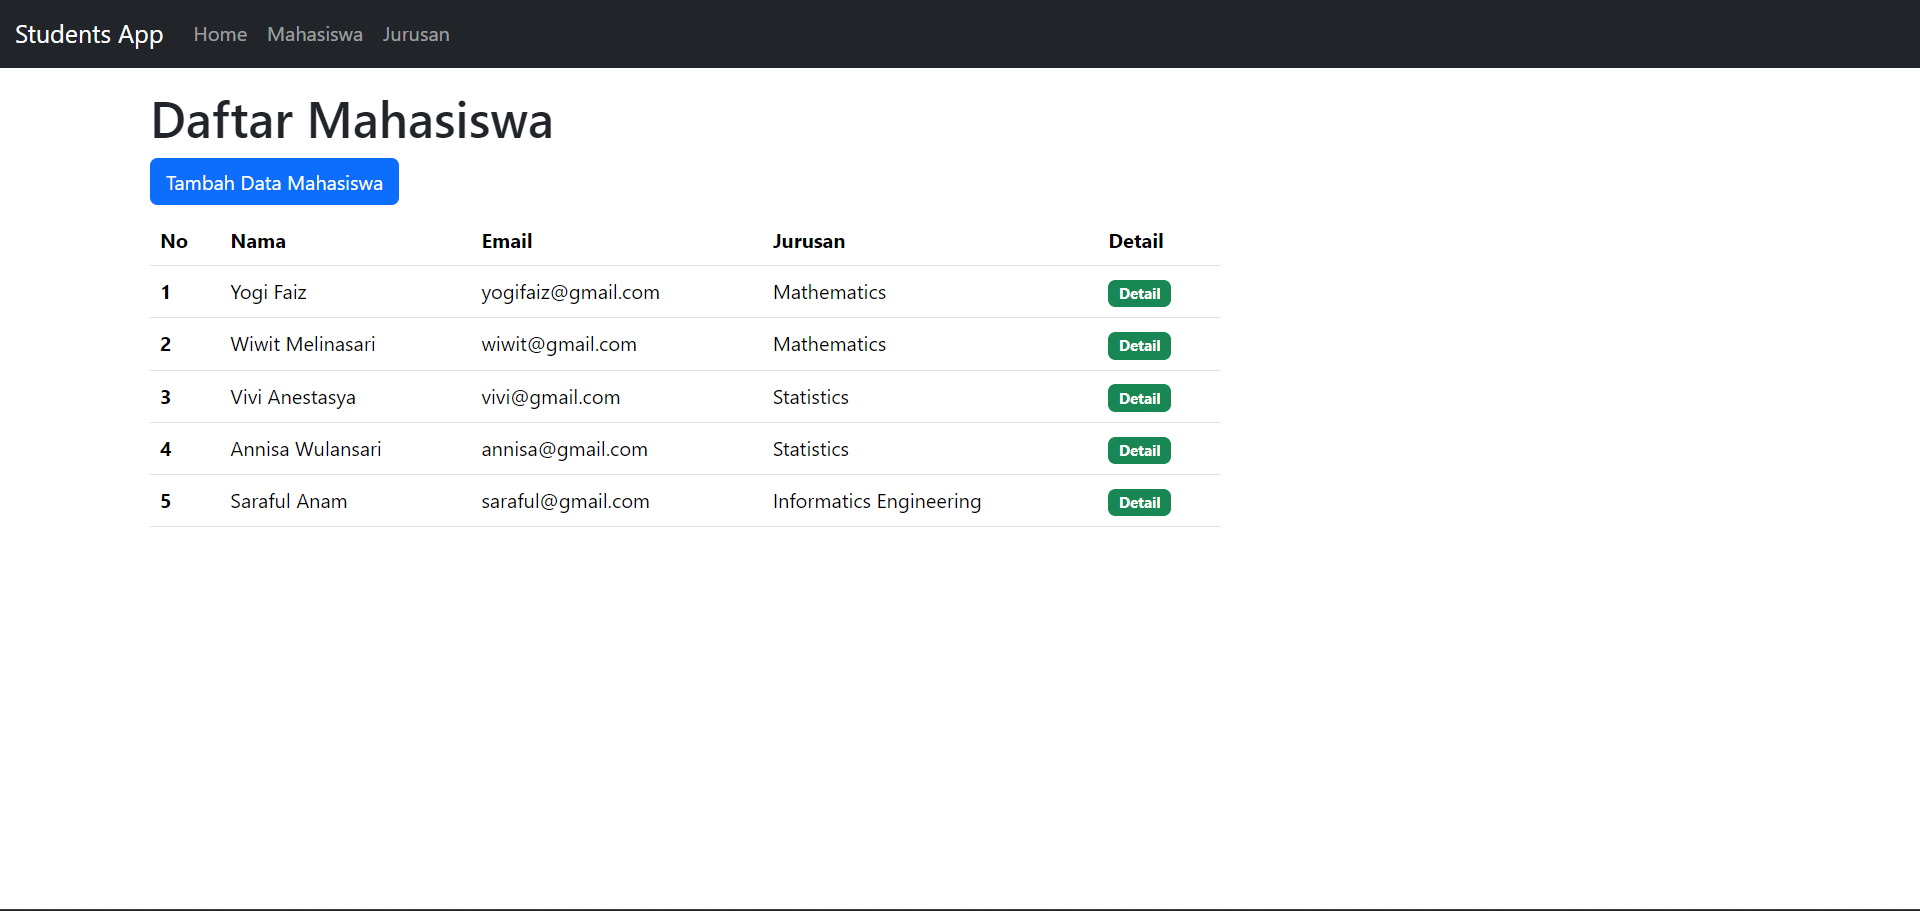 Students App Home Mahasiswa Jurusan
Daftar Mahasiswa
Tambah Data Mahasiswa
No Nama Email Jurusan Detail
1 Yogi Faiz yogifaiz@gmail.com Mathematics Detail
2 Wiwit Melinasari wiwit@gmail.com Mathematics Detail
3 Vivi Anestasya vivi@gmail.com Statistics Detail
4 Annisa Wulansari annisa@gmail.com Statistics Detail
5 Saraful Anam saraful@gmail.com Informatics Engineering Detail